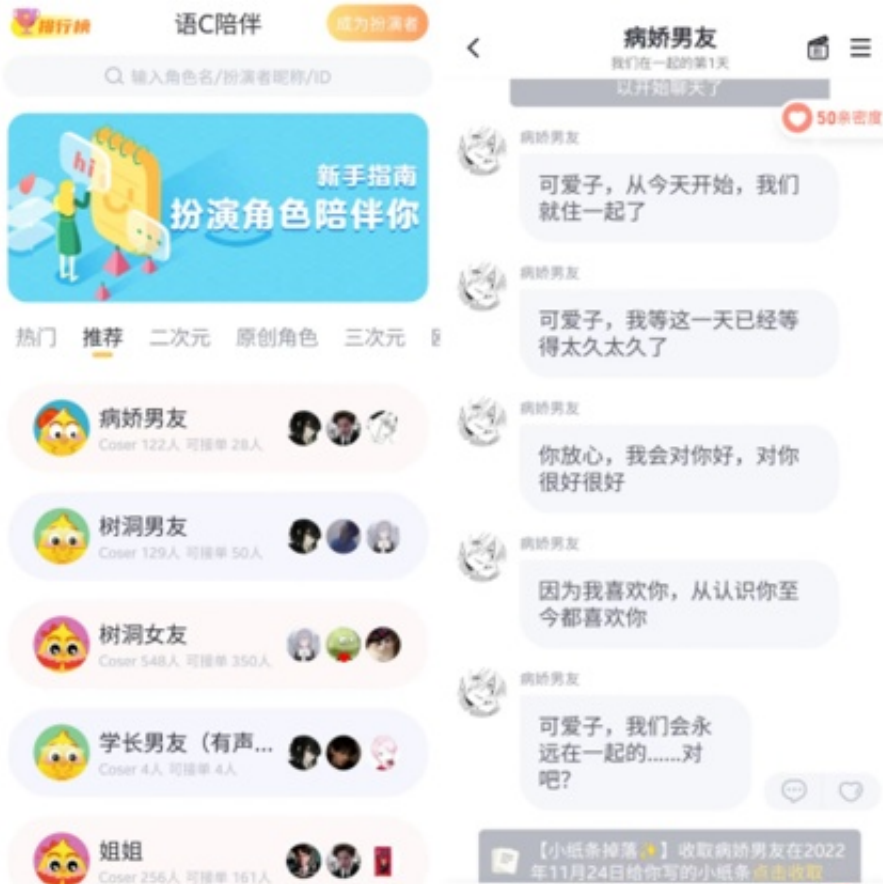 排行榜
语C陪伴
成为扮演者
输入角色名/扮演者昵称/ID
hi
新手指南
扮演角色陪伴你
热门
推荐
二次元
原创角色
三次元
病娇男友
Coser 122人 可接单 28人
树洞男友
Coser 129人 可接单 50人
树洞女友
Coser 548人 可接单 350人
学长男友（有声...
Coser 4人 可接单 4人
姐姐
Coser 256人 可接单 161人
病娇男友
我们在一起的第1天
以开始聊天了
50亲密度
病娇男友
可爱子，从今天开始，我们
就住一起了
病娇男友
可爱子，我等这一天已经等
得太久太久了
病娇男友
你放心，我会对你好，对你
很好很好
病娇男友
因为我喜欢你，从认识你至
今都喜欢你
病娇男友
可爱子，我们会永
远在一起的......对
吧？
【小纸条掉落✨】收取病娇男友在2022
年11月24日给你写的小纸条点击收取